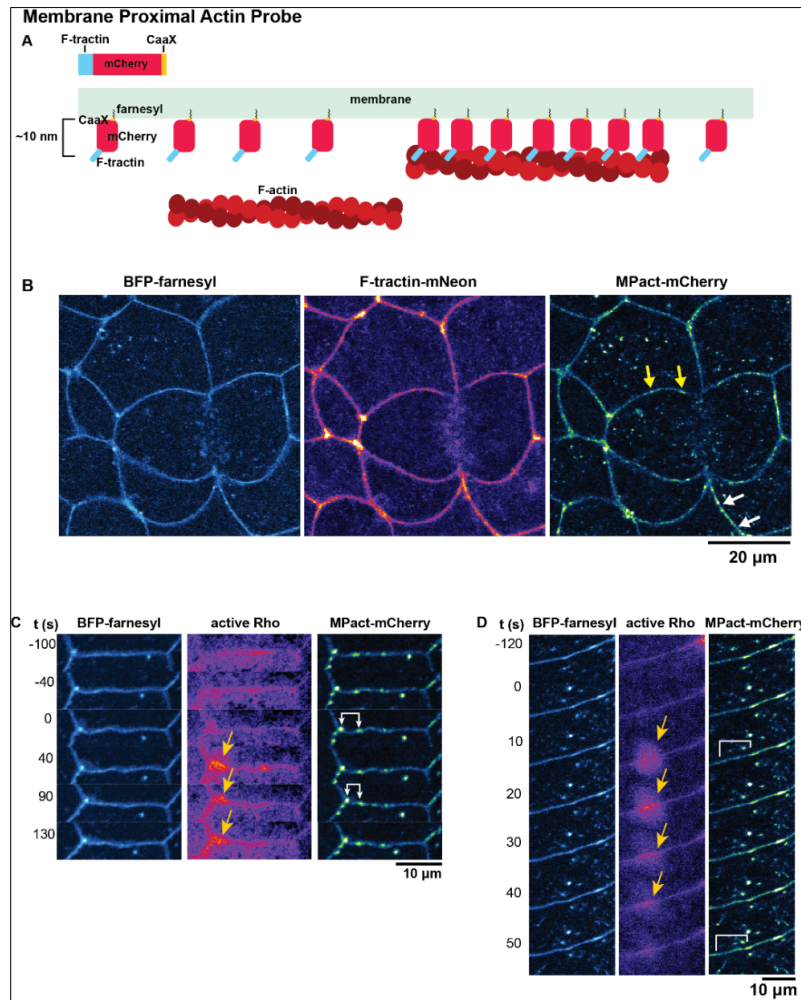 Membrane Proximal Actin Probe
A
F-tractin CaaX
mCherry
membrane
farnesyl
CaaX
~10 nm
mCherry
F-tractin
F-actin
B
BFP-farnesyl F-tractin-mNeon MPact-mCherry
20 µm
C t (s) BFP-farnesyl active Rho MPact-mCherry
-100
-40
0
40
90
130
10 µm
D t (s) BFP-farnesyl active Rho MPact-mCherry
-120
0
10
20
30
40
50
10 µm